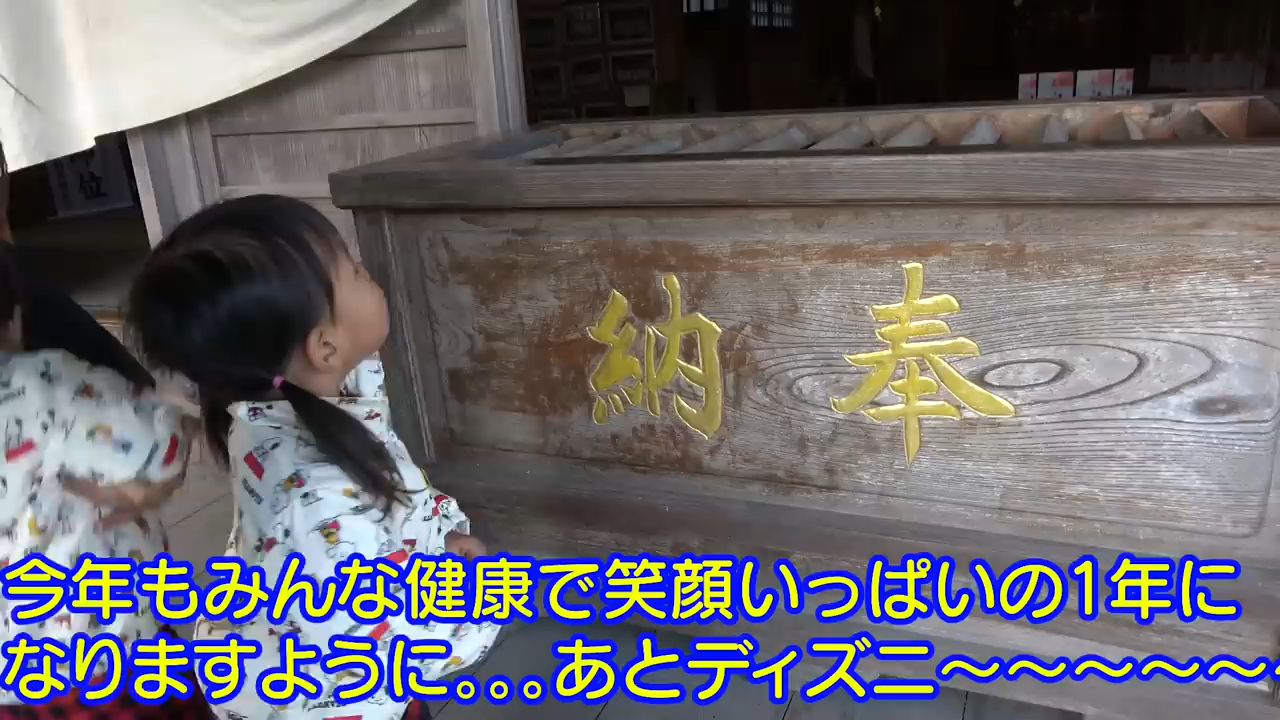 位
納 奉
今年もみんな健康で笑顔いっぱいの1年に
なりますように。。。あとディズニ〜〜〜〜〜〜